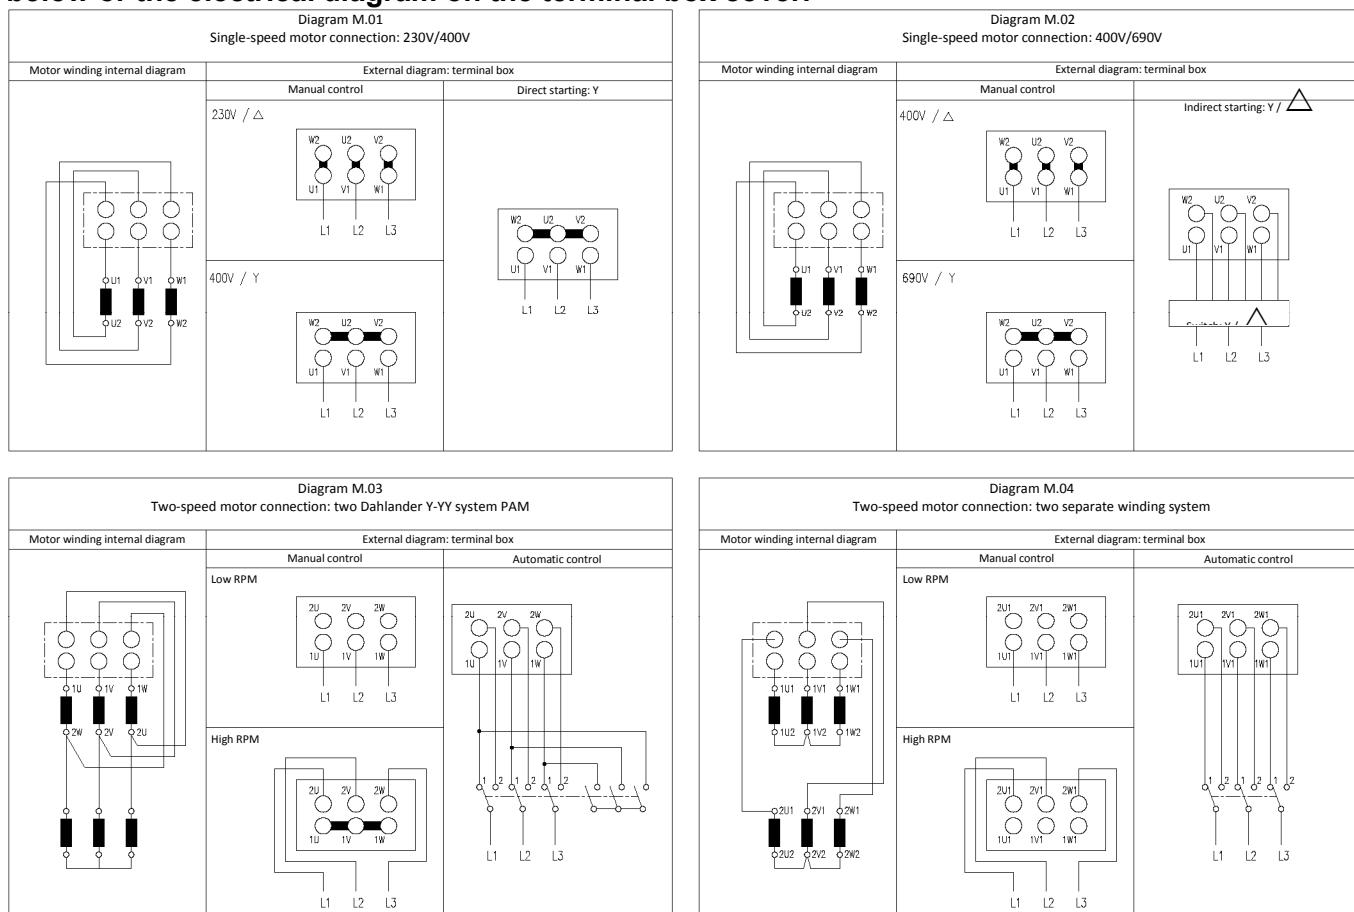 below or the electrical diagram on the terminal box cover:
Diagram M.01
Single-speed motor connection: 230V/400V
Motor winding internal diagram
External diagram: terminal box
Manual control
Direct starting: Y
230V / △
W2 U2 V2
U1 V1 W1
L1 L2 L3
400V / Y
W2 U2 V2
U1 V1 W1
L1 L2 L3
W2 U2 V2
U1 V1 W1
L1 L2 L3
U1 V1 W1
U2 V2 W2
Diagram M.02
Single-speed motor connection: 400V/690V
Motor winding internal diagram
External diagram: terminal box
Manual control
Indirect starting: Y / △
400V / △
W2 U2 V2
U1 V1 W1
L1 L2 L3
690V / Y
W2 U2 V2
U1 V1 W1
L1 L2 L3
W2 U2 V2
U1 V1 W1
L1 L2 L3
U1 V1 W1
U2 V2 W2
Diagram M.03
Two-speed motor connection: two Dahlander Y-YY system PAM
Motor winding internal diagram
External diagram: terminal box
Manual control
Automatic control
Low RPM
2U 2V 2W
1U 1V 1W
L1 L2 L3
High RPM
2U 2V 2W
1U 1V 1W
L1 L2 L3
2U 2V 2W
1U 1V 1W
1 2 1 2 1 2
L1 L2 L3
1U 1V 1W
2W 2V 2U
Diagram M.04
Two-speed motor connection: two separate winding system
Motor winding internal diagram
External diagram: terminal box
Manual control
Automatic control
Low RPM
2U1 2V1 2W1
1U1 1V1 1W1
L1 L2 L3
High RPM
2U1 2V1 2W1
1U1 1V1 1W1
L1 L2 L3
2U1 2V1 2W1
1U1 1V1 1W1
1 2 1 2 1 2
L1 L2 L3
1U1 1V1 1W1
1U2 1V2 1W2
2U1 2V1 2W1
2U2 2V2 2W2